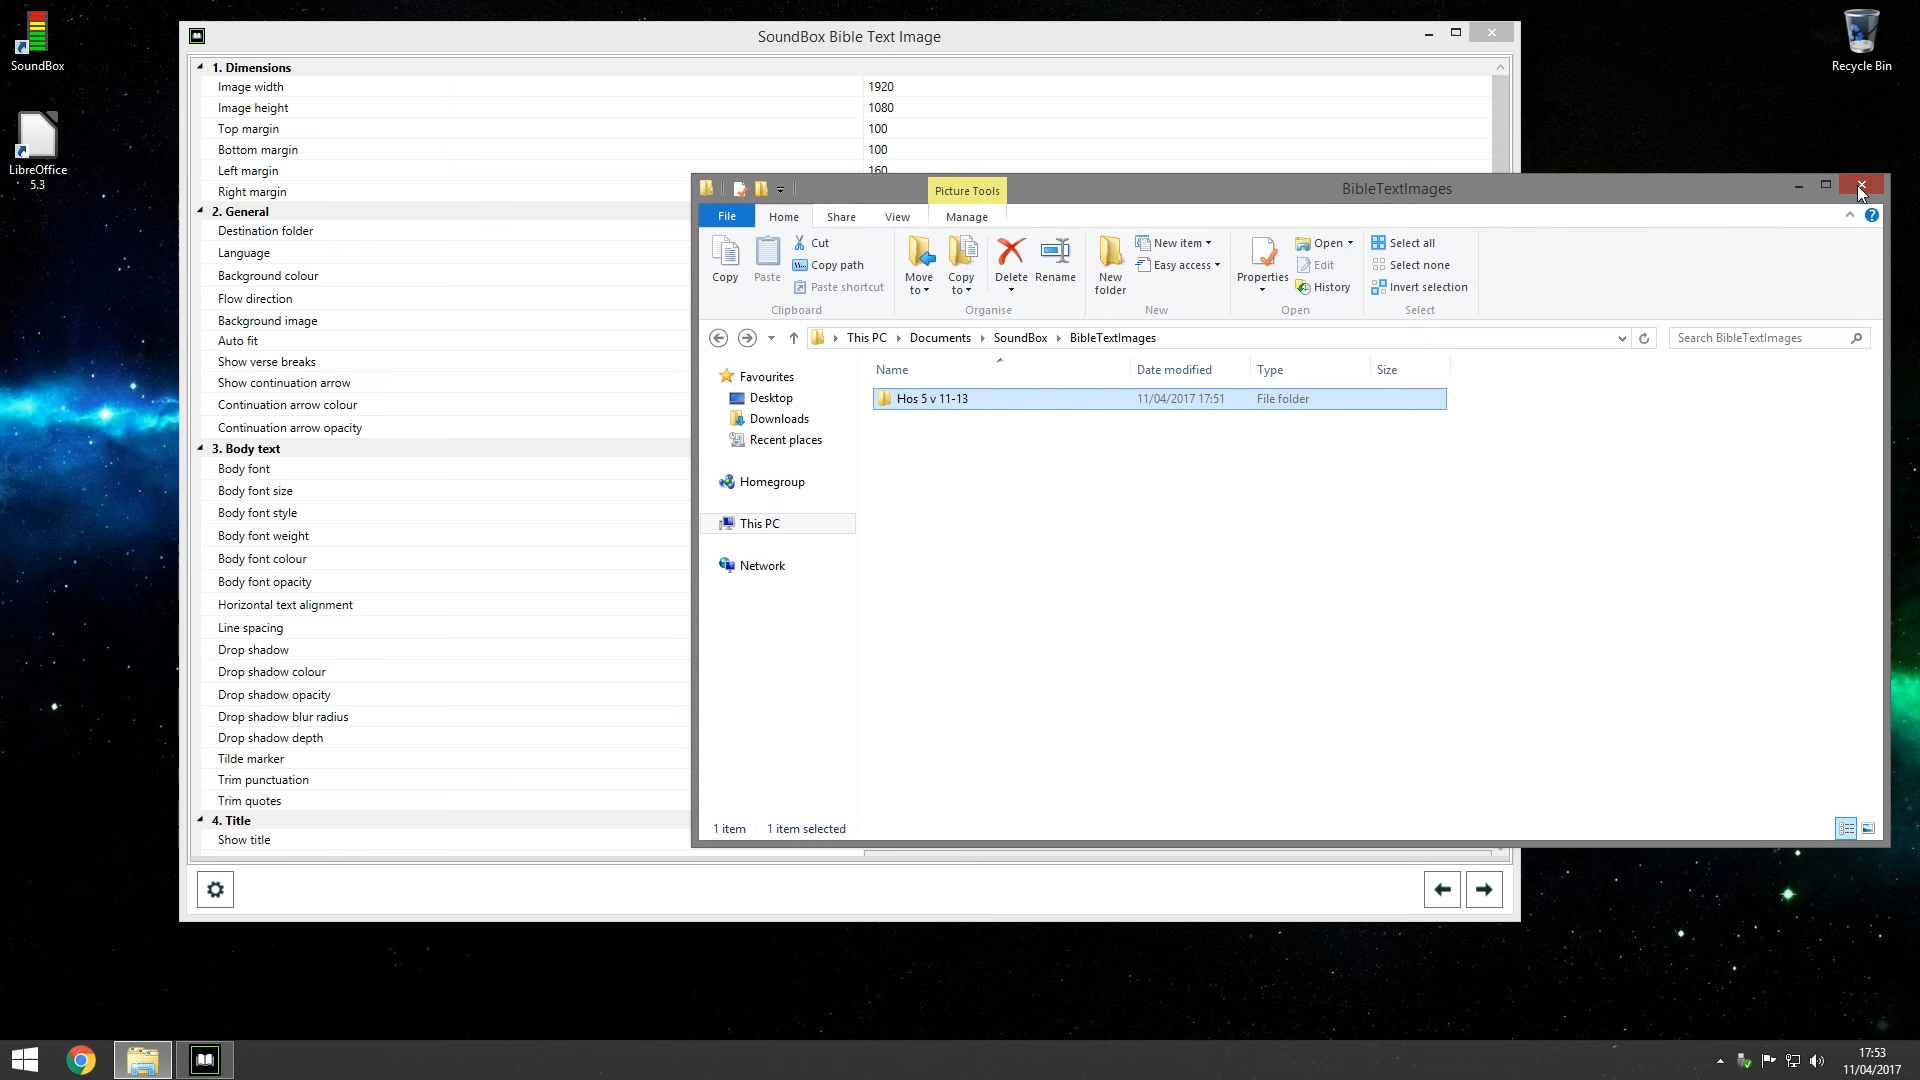 SoundBox
LibreOffice
5.3
Recycle Bin
SoundBox Bible Text Image
1. Dimensions
Image width 1920
Image height 1080
Top margin 100
Bottom margin 100
Left margin 160
Right margin
2. General
Destination folder
Language
Background colour
Flow direction
Background image
Auto fit
Show verse breaks
Show continuation arrow
Continuation arrow colour
Continuation arrow opacity
3. Body text
Body font
Body font size
Body font style
Body font weight
Body font colour
Body font opacity
Horizontal text alignment
Line spacing
Drop shadow
Drop shadow colour
Drop shadow opacity
Drop shadow blur radius
Drop shadow depth
Tilde marker
Trim punctuation
Trim quotes
4. Title
Show title
Picture Tools
BibleTextImages
File Home Share View Manage
Copy
Paste
Cut
Copy path
Paste shortcut
Clipboard
Move to
Copy to
Delete
Rename
Organise
New folder
New item
Easy access
New
Properties
Open
Edit
History
Open
Select all
Select none
Invert selection
Select
This PC Documents SoundBox BibleTextImages
Search BibleTextImages
Favourites
Desktop
Downloads
Recent places
Homegroup
This PC
Network
Name Date modified Type Size
Hos 5 v 11-13 11/04/2017 17:51 File folder
1 item 1 item selected
17:53
11/04/2017